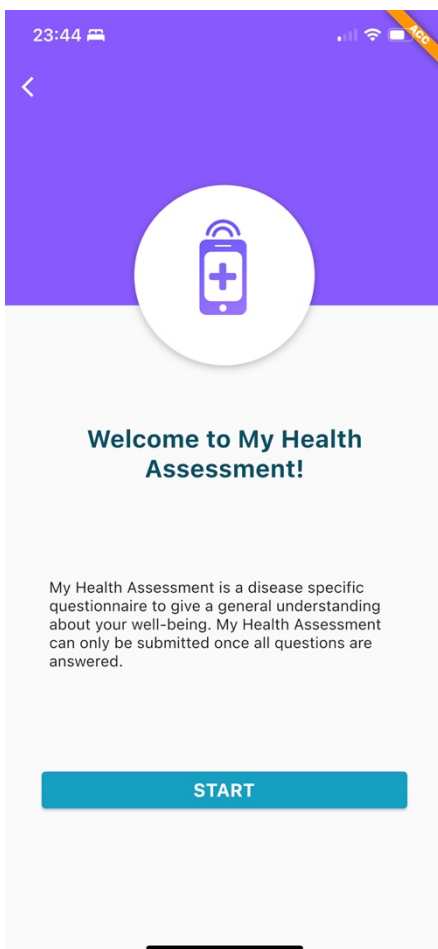 23:44
ACC
Welcome to My Health
Assessment!
My Health Assessment is a disease specific
questionnaire to give a general understanding
about your well-being. My Health Assessment
can only be submitted once all questions are
answered.
START